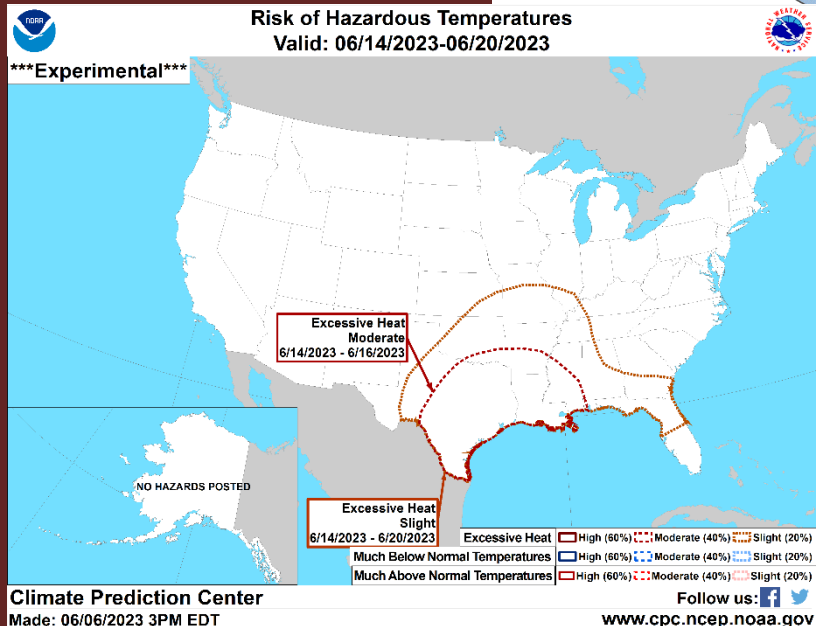 Risk of Hazardous Temperatures
Valid: 06/14/2023-06/20/2023
NOAA
***Experimental***
NATIONAL WEATHER SERVICE
Excessive Heat
Moderate
6/14/2023 - 6/16/2023
NO HAZARDS POSTED
Excessive Heat
Slight
6/14/2023 - 6/20/2023
Excessive Heat High (60%) Moderate (40%) Slight (20%)
Much Below Normal Temperatures High (60%) Moderate (40%) Slight (20%)
Much Above Normal Temperatures High (60%) Moderate (40%) Slight (20%)
Climate Prediction Center
Follow us:
Made: 06/06/2023 3PM EDT
www.cpc.ncep.noaa.gov